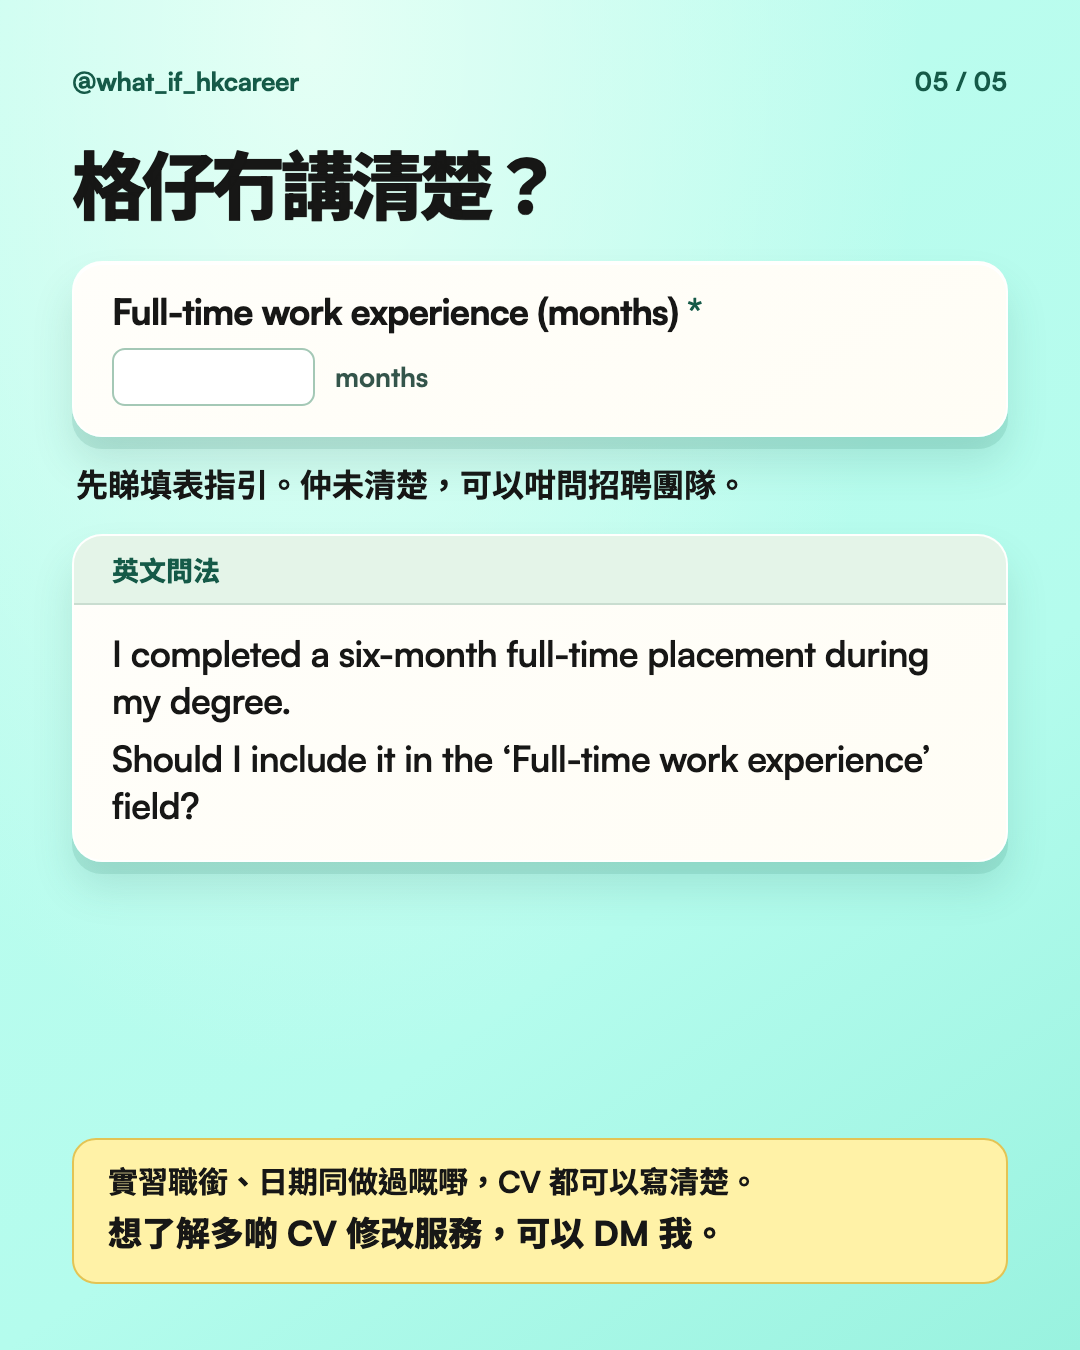 @what_if_hkcareer
05 / 05
格仔冇講清楚？
Full-time work experience (months) *
months
先睇填表指引。仲未清楚，可以咁問招聘團隊。
英文問法
I completed a six-month full-time placement during
my degree.
Should I include it in the ‘Full-time work experience’
field?
實習職銜、日期同做過嘅嘢，CV 都可以寫清楚。
想了解多啲 CV 修改服務，可以 DM 我。